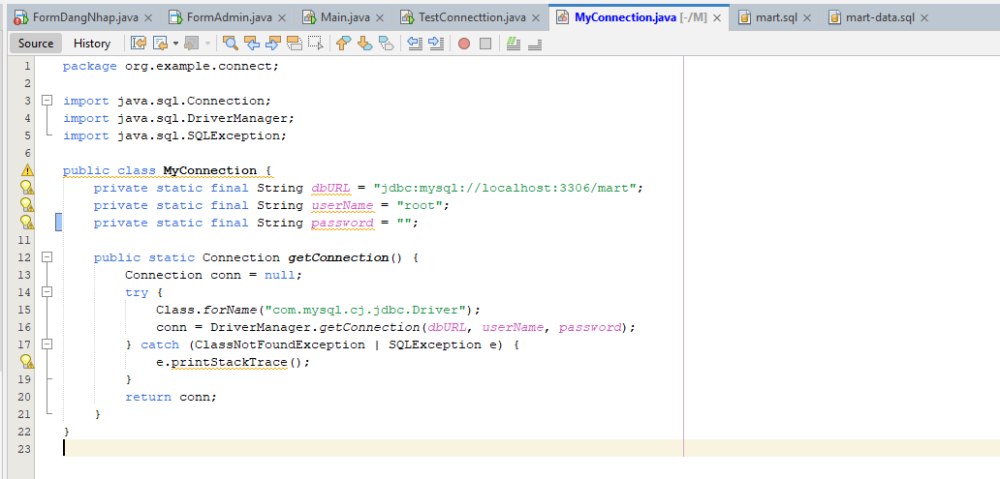 FormDangNhap.java FormAdmin.java Main.java TestConnecttion.java MyConnection.java [-/M] mart.sql mart-data.sql
Source History
1 package org.example.connect;
2
3 import java.sql.Connection;
4 import java.sql.DriverManager;
5 import java.sql.SQLException;
6
public class MyConnection {
private static final String dbURL = "jdbc:mysql://localhost:3306/mart";
private static final String userName = "root";
private static final String password = "";
11
12 public static Connection getConnection() {
13 Connection conn = null;
14 try {
15 Class.forName("com.mysql.cj.jdbc.Driver");
16 conn = DriverManager.getConnection(dbURL, userName, password);
17 } catch (ClassNotFoundException | SQLException e) {
e.printStackTrace();
19 }
20 return conn;
21 }
22 }
23